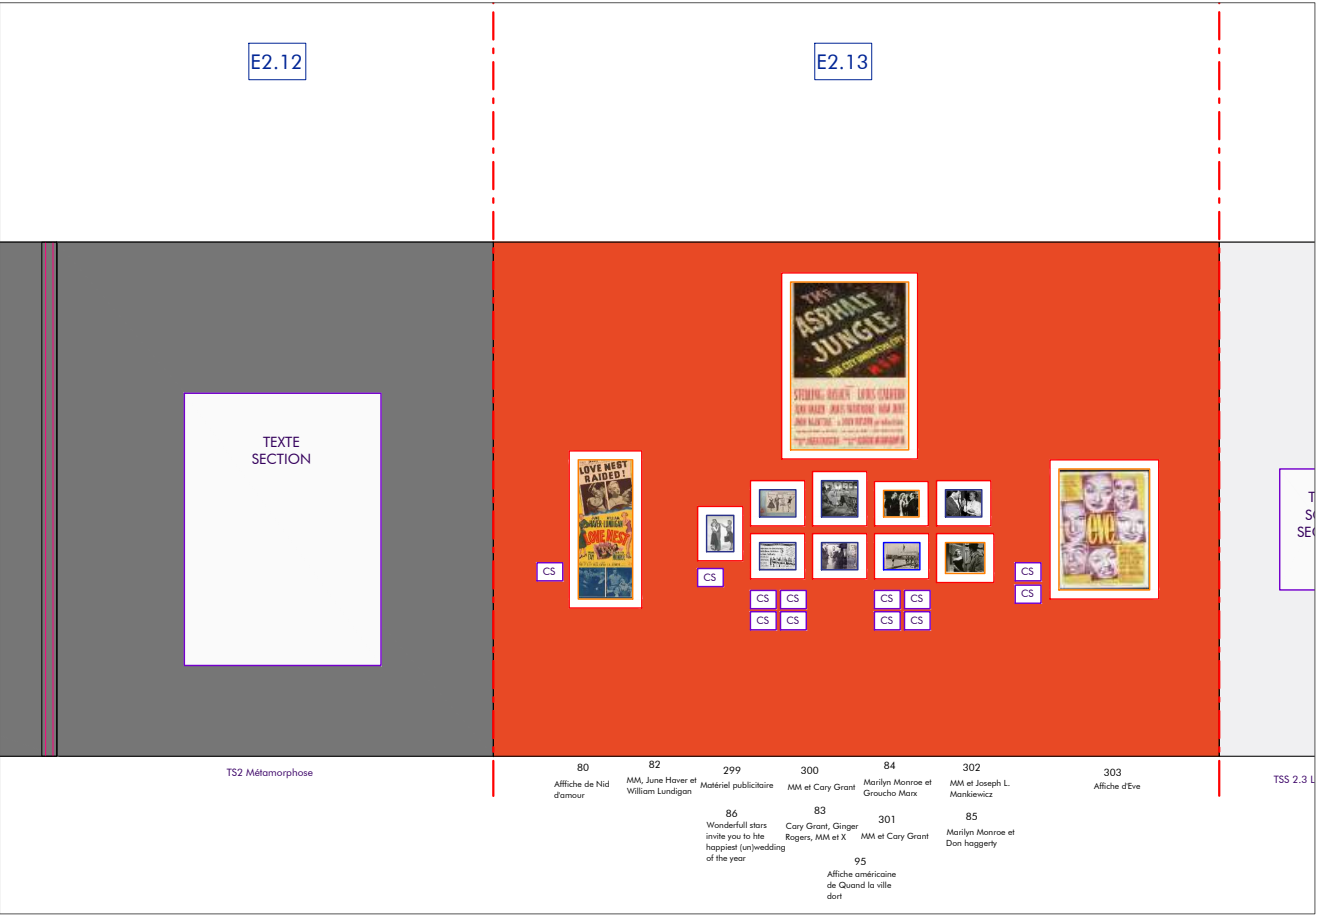 E2.12
E2.13
TEXTE
SECTION
THE
ASPHALT
JUNGLE
THE CITY UNDER THE CITY
M-G-M
LOVE NEST
RAIDED!
LOVE NEST
eve
CS
CS
CS
CS
CS
CS
CS
CS
CS
CS
CS
CS
TS2 Métamorphose
80
Afffiche de Nid
d'amour
82
MM, June Haver et
William Lundigan
299
Matériel publicitaire
300
MM et Cary Grant
84
Marilyn Monroe et
Groucho Marx
302
MM et Joseph L.
Mankiewicz
303
Affiche d'Eve
TSS 2.3 L
86
Wonderfull stars
invite you to hte
happiest (un)wedding
of the year
83
Cary Grant, Ginger
Rogers, MM et X
301
MM et Cary Grant
85
Marilyn Monroe et
Don haggerty
95
Affiche américaine
de Quand la ville
dort